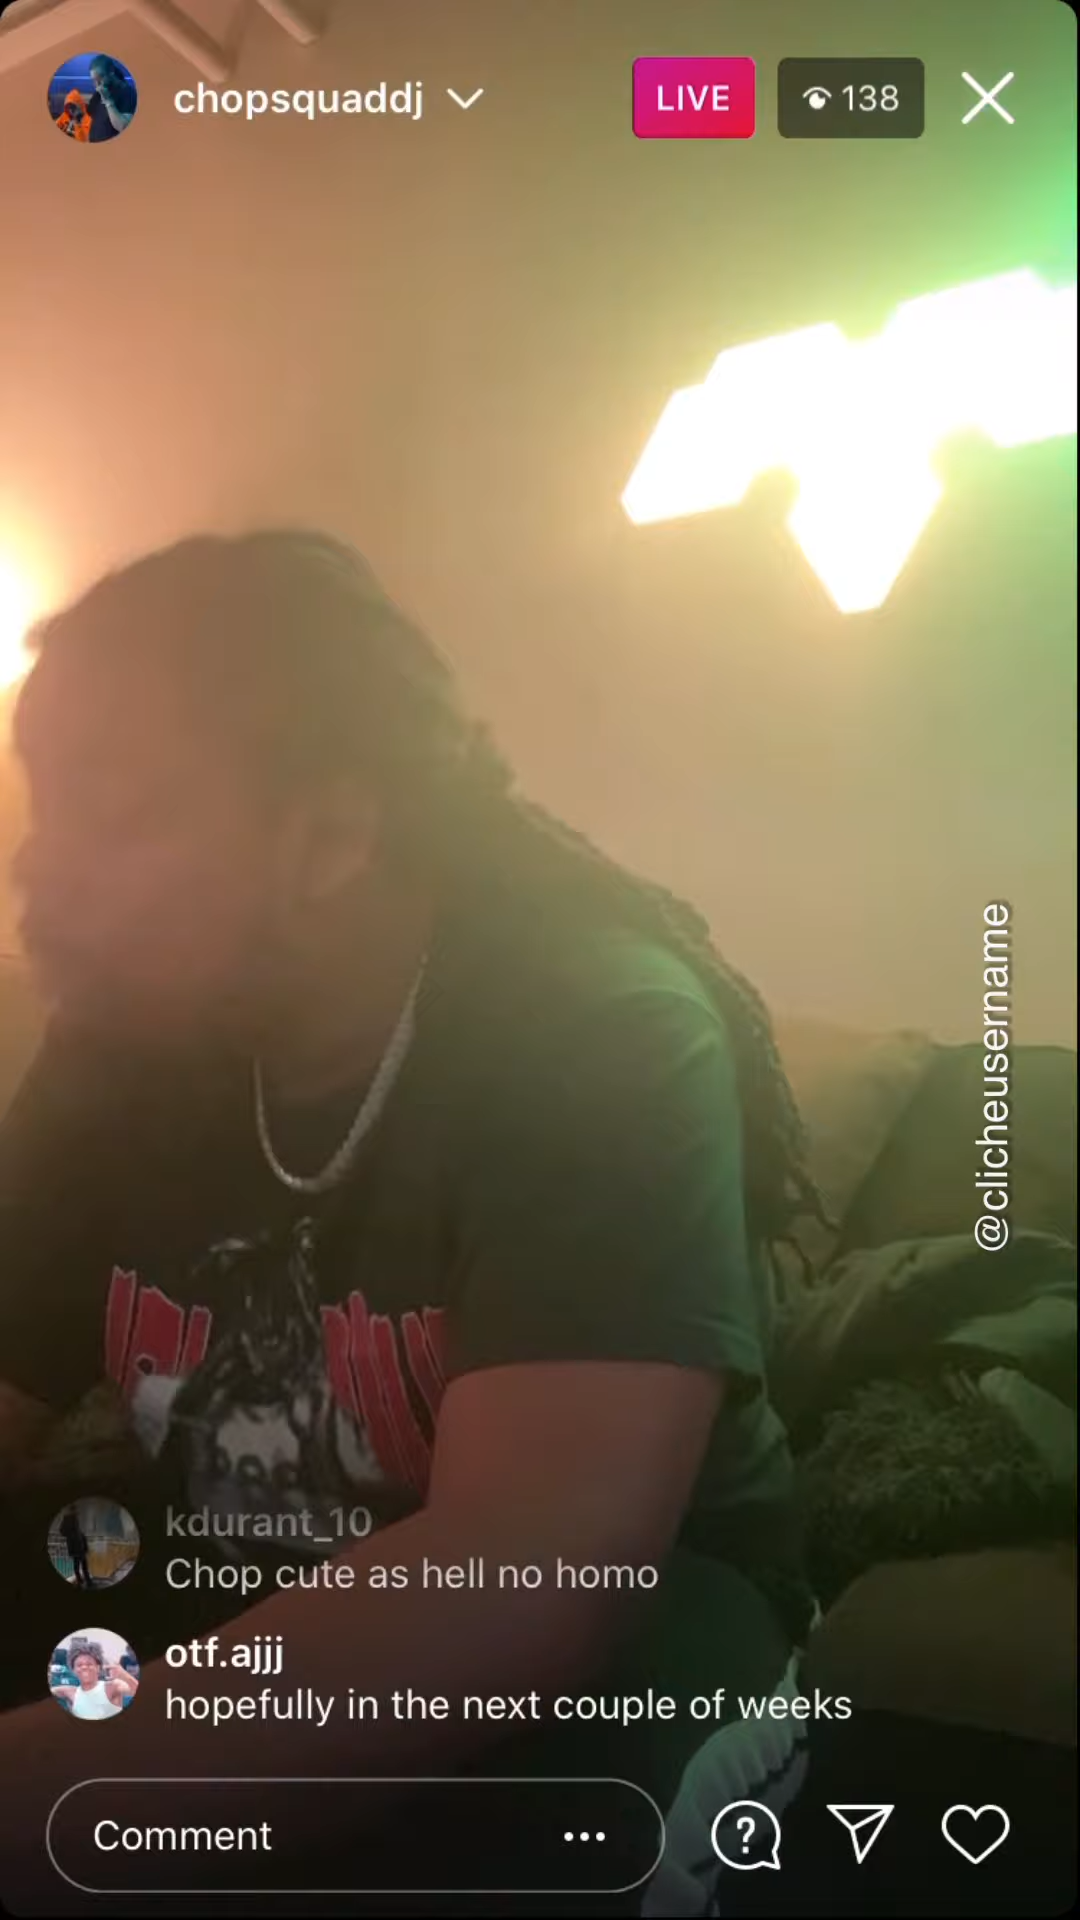 chopsquaddj
LIVE
138
@clicheusername
kdurant_10
Chop cute as hell no homo
otf.ajjj
hopefully in the next couple of weeks
Comment